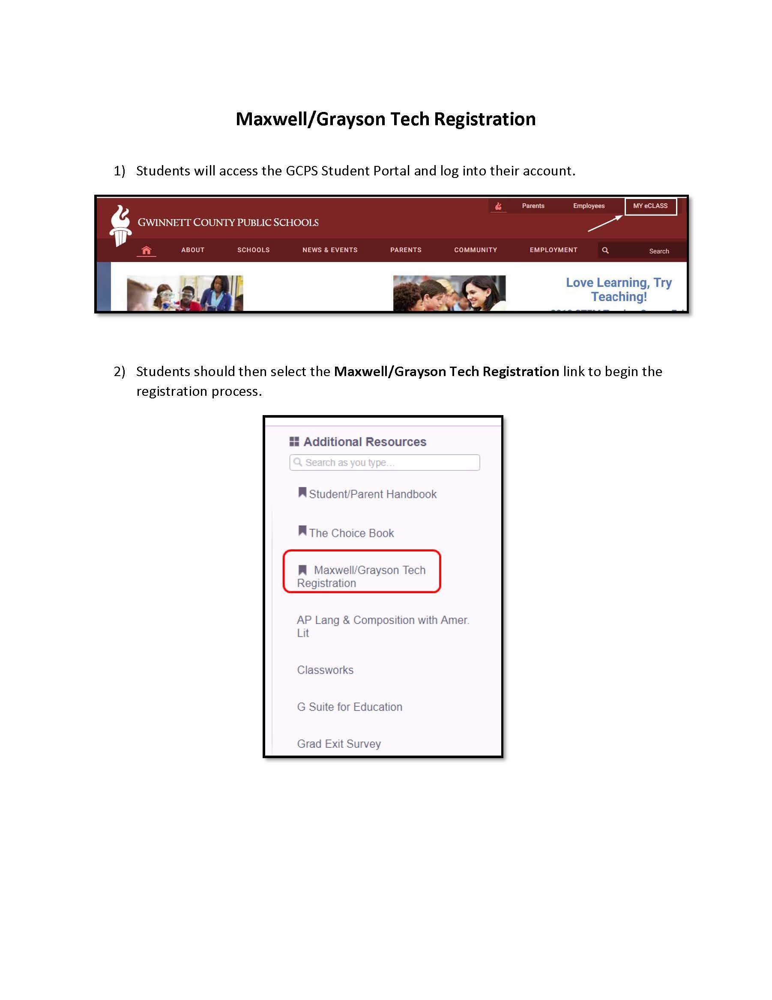 Maxwell/Grayson Tech Registration
1) Students will access the GCPS Student Portal and log into their account.
Parents Employees MY eCLASS
GWINNETT COUNTY PUBLIC SCHOOLS
ABOUT SCHOOLS NEWS & EVENTS PARENTS COMMUNITY EMPLOYMENT Search
Love Learning, Try
Teaching!
2) Students should then select the Maxwell/Grayson Tech Registration link to begin the
registration process.
Additional Resources
Search as you type...
Student/Parent Handbook
The Choice Book
Maxwell/Grayson Tech
Registration
AP Lang & Composition with Amer.
Lit
Classworks
G Suite for Education
Grad Exit Survey